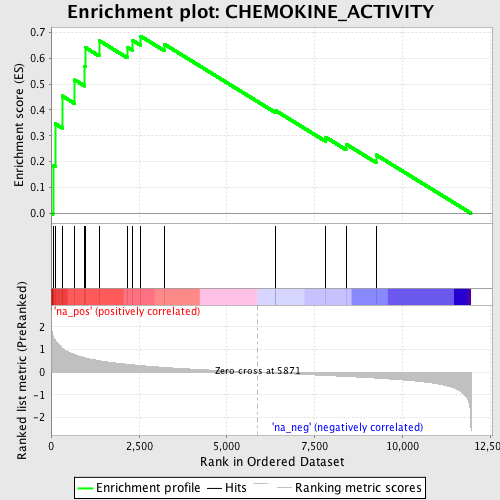 Enrichment plot: CHEMOKINE_ACTIVITY
Enrichment score (ES)
0.7
0.6
0.5
0.4
0.3
0.2
0.1
0.0
'na_pos' (positively correlated)
Ranked list metric (PreRanked)
2
1
0
-1
-2
Zero cross at 5871
'na_neg' (negatively correlated)
0 2,500 5,000 7,500 10,000 12,50
Rank in Ordered Dataset
Enrichment profile Hits Ranking metric scores